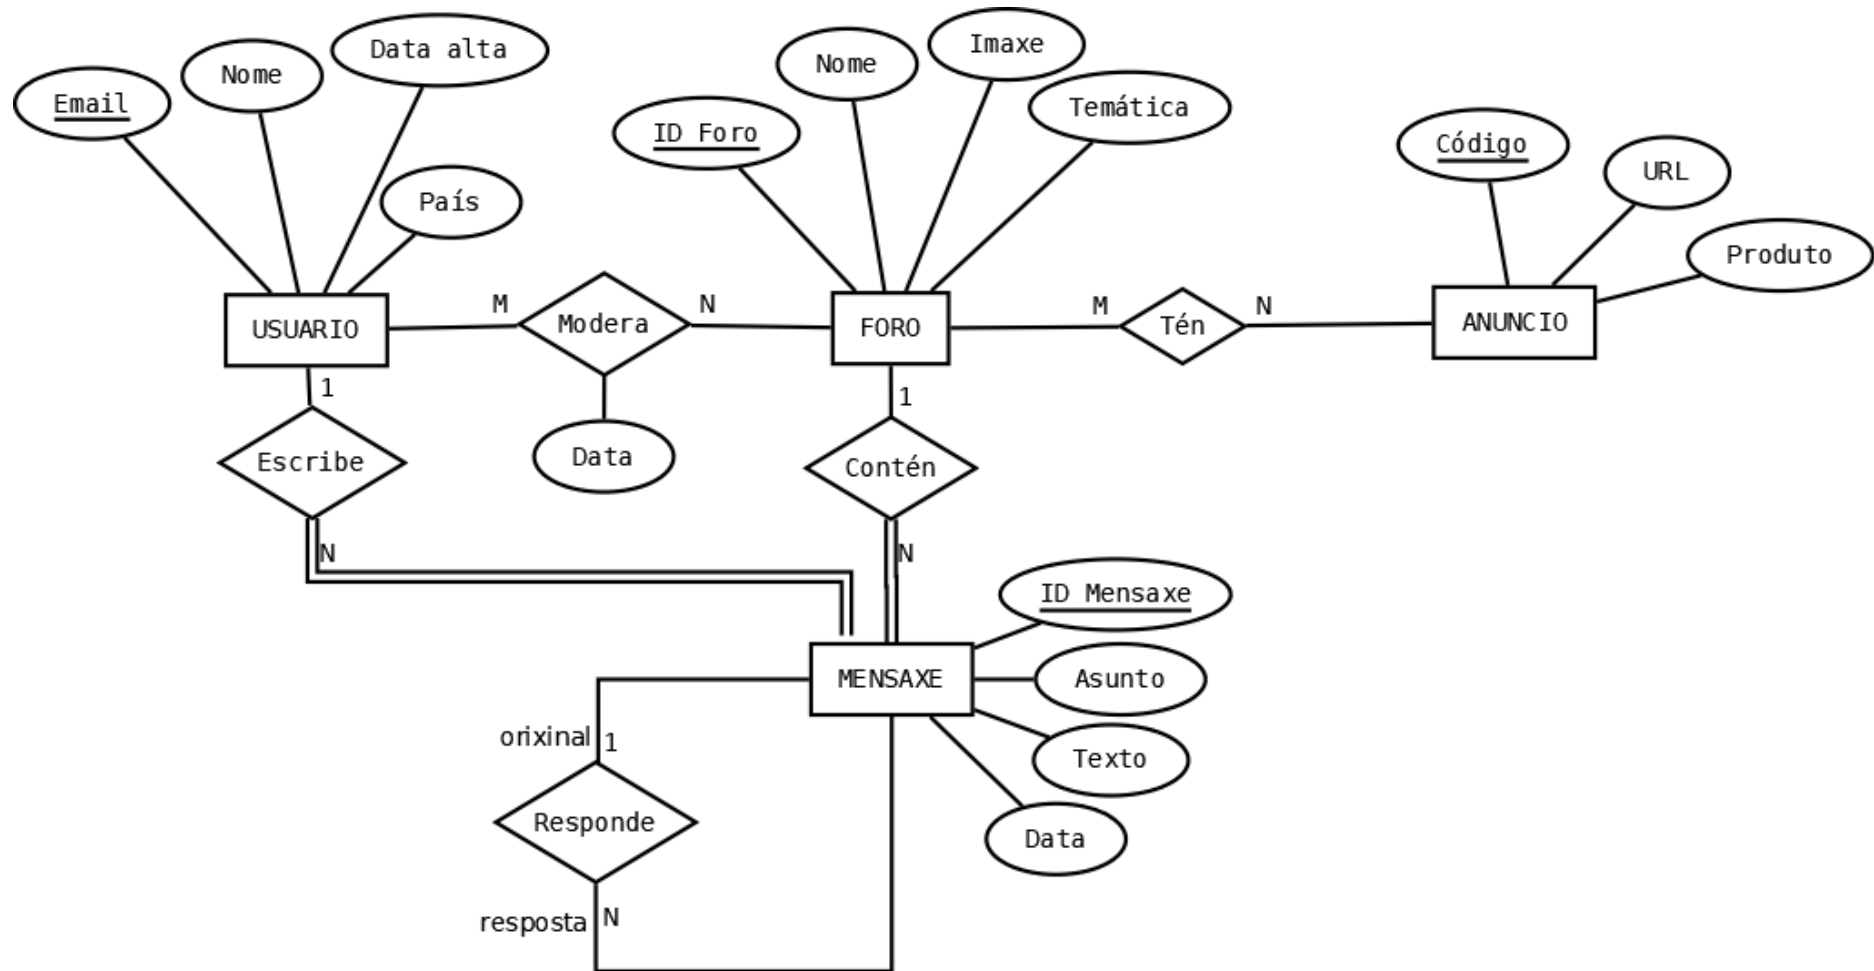 Email
Nome
Data alta
País
USUARIO
M
Modera
N
Data
1
Escribe
N
ID Foro
Nome
Imaxe
Temática
FORO
M
Tén
N
Código
URL
Produto
ANUNCIO
1
Contén
N
MENSAXE
ID Mensaxe
Asunto
Texto
Data
orixinal
1
Responde
resposta
N